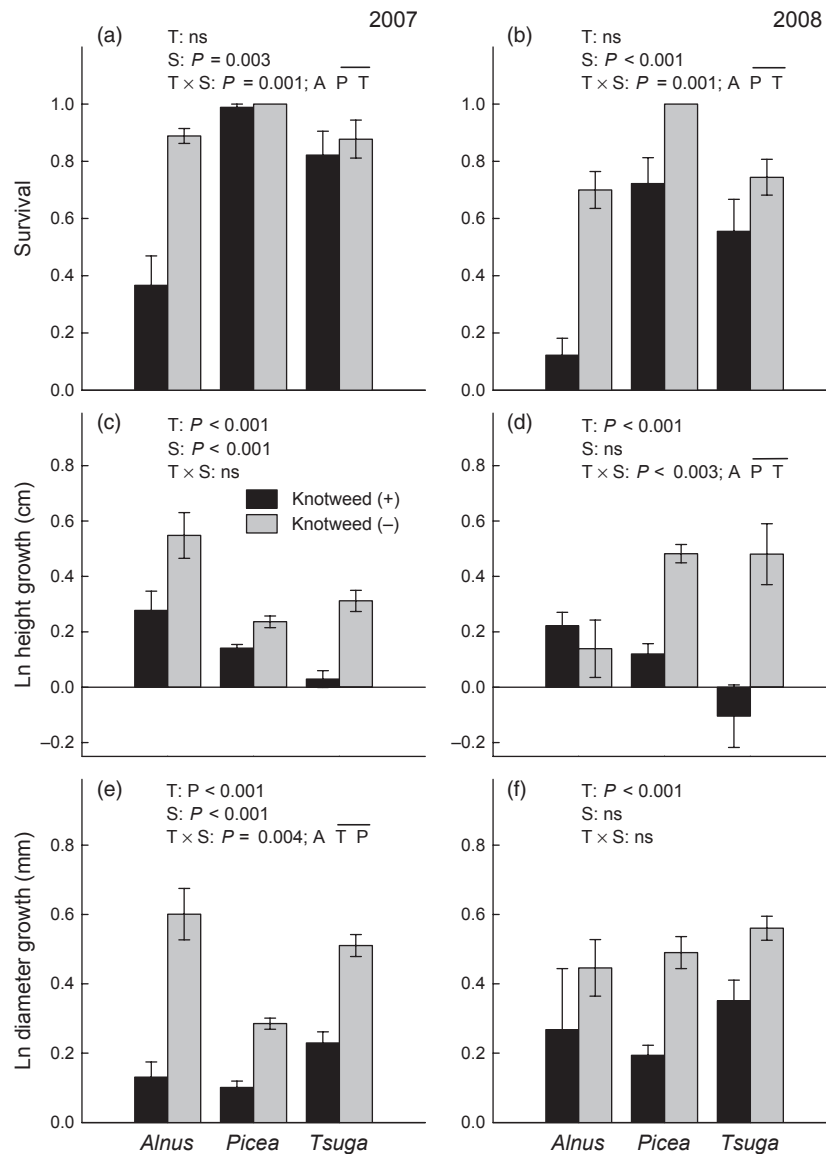 2007
2008
(a)
T: ns
S: P = 0.003
T × S: P = 0.001; A P T
1.0
0.8
0.6
0.4
0.2
0.0
Survival
(b)
T: ns
S: P < 0.001
T × S: P = 0.001; A P T
1.0
0.8
0.6
0.4
0.2
0.0
(c)
T: P < 0.001
S: P < 0.001
T × S: ns
Knotweed (+)
Knotweed (–)
0.8
0.6
0.4
0.2
0.0
–0.2
Ln height growth (cm)
(d)
T: P < 0.001
S: ns
T × S: P < 0.003; A P T
0.8
0.6
0.4
0.2
0.0
–0.2
(e)
T: P < 0.001
S: P < 0.001
T × S: P = 0.004; A T P
0.8
0.6
0.4
0.2
0.0
Ln diameter growth (mm)
Alnus Picea Tsuga
(f)
T: P < 0.001
S: ns
T × S: ns
0.8
0.6
0.4
0.2
0.0
Alnus Picea Tsuga